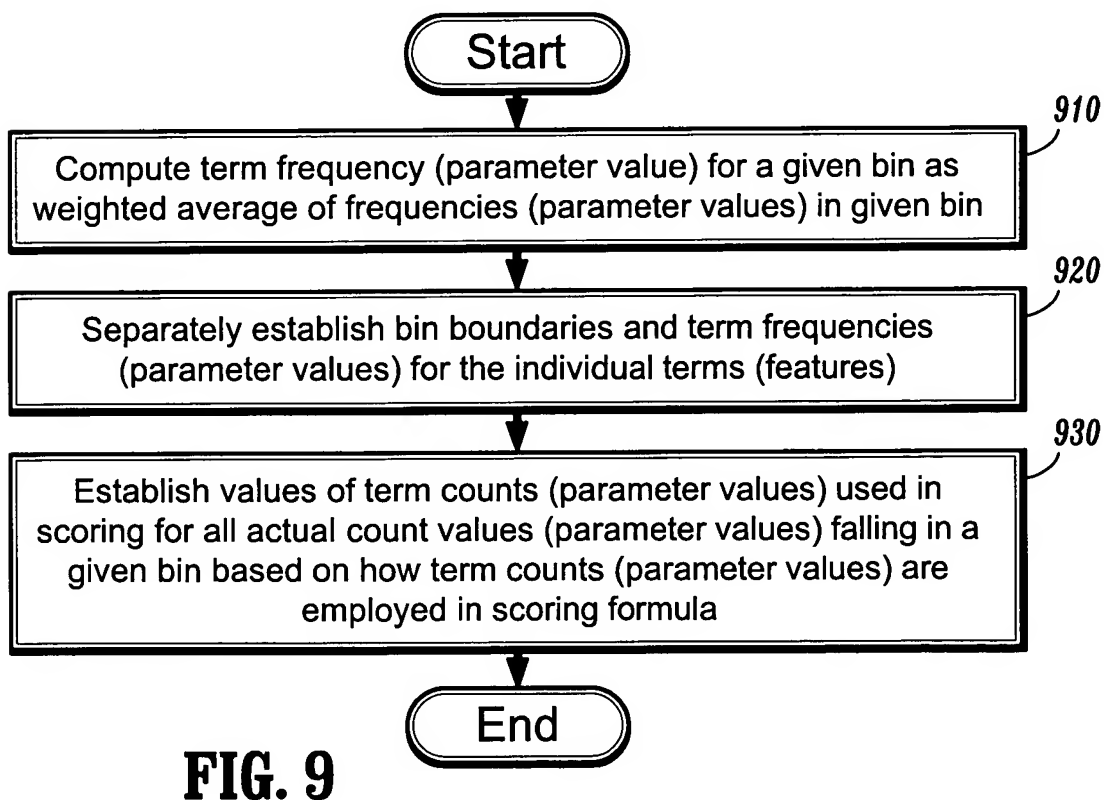 Start
910
Compute term frequency (parameter value) for a given bin as
weighted average of frequencies (parameter values) in given bin
920
Separately establish bin boundaries and term frequencies
(parameter values) for the individual terms (features)
930
Establish values of term counts (parameter values) used in
scoring for all actual count values (parameter values) falling in a
given bin based on how term counts (parameter values) are
employed in scoring formula
End
FIG. 9